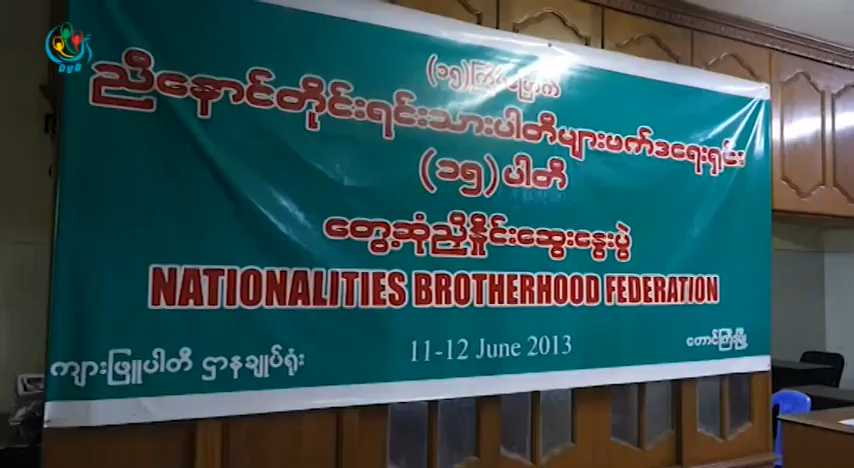 DVB
(၁၅)ကြိမ်မြောက်
ညီနောင်တိုင်းရင်းသားပါတီများဖက်ဒရေးရှင်း
(၁၅)ပါတီ
တွေ့ဆုံညှိနှိုင်းဆွေးနွေးပွဲ
NATIONALITIES BROTHERHOOD FEDERATION
ကျားဖြူပါတီ ဌာနချုပ်ရုံး
11-12 June 2013
တောင်ကြီးမြို့